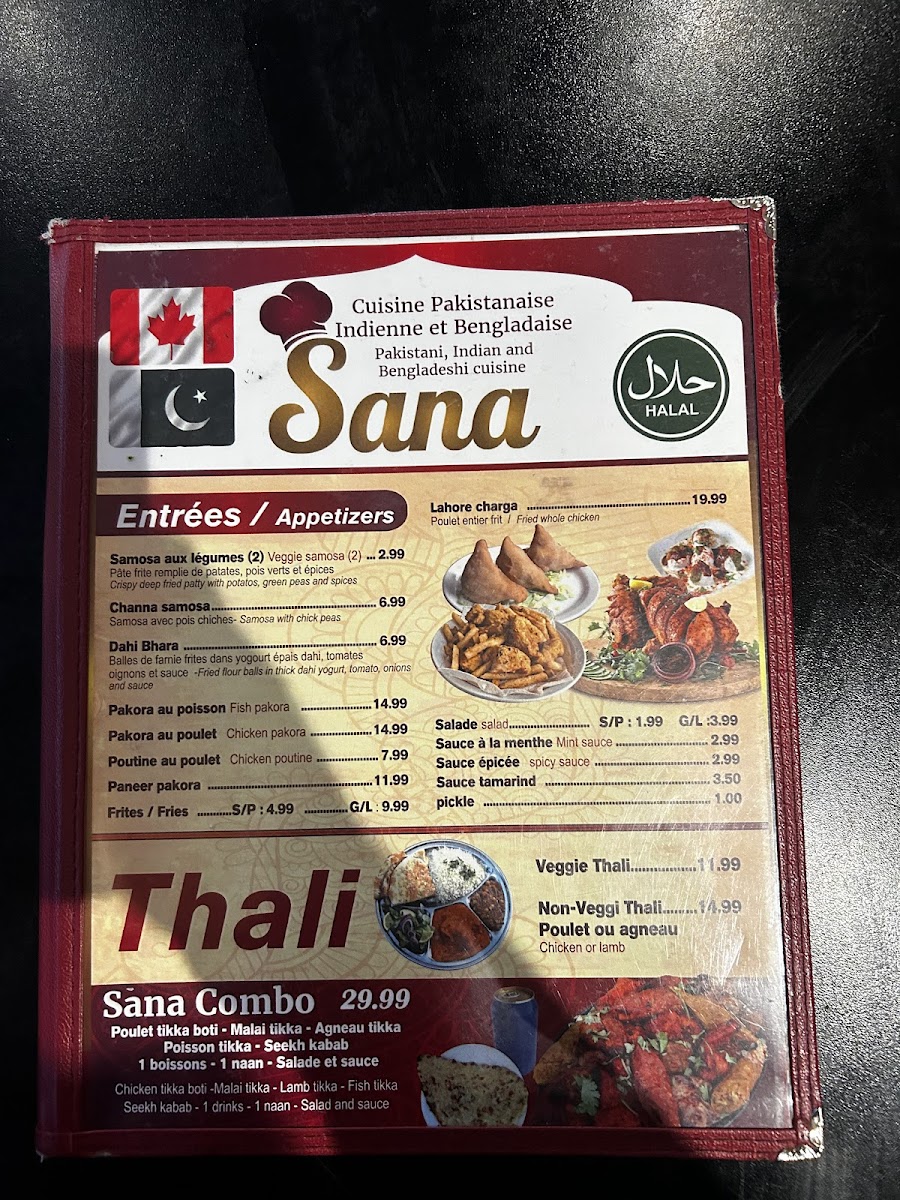 Cuisine Pakistanaise
Indienne et Bengladaise
Pakistani, Indian and
Bengladeshi cuisine
Sana
حلال
HALAL
Entrées / Appetizers
Samosa aux légumes (2) Veggie samosa (2) ... 2.99
Pâte frite remplie de patates, pois verts et épices
Crispy deep fried patty with potatos, green peas and spices
Channa samosa.......... 6.99
Samosa avec pois chiches- Samosa with chick peas
Dahi Bhara .......... 6.99
Balles de farnie frites dans yogourt épais dahi, tomates
oignons et sauce -Fried flour balls in thick dahi yogurt, tomato, onions
and sauce
Pakora au poisson Fish pakora ..........14.99
Pakora au poulet Chicken pakora ..........14.99
Poutine au poulet Chicken poutine ..........7.99
Paneer pakora ..........11.99
Frites / Fries ..........S/P : 4.99 ..........G/L : 9.99
Lahore charga ..........19.99
Poulet entier frit / Fried whole chicken
Salade salad.......... S/P : 1.99 G/L :3.99
Sauce à la menthe Mint sauce ..........2.99
Sauce épicée spicy sauce ..........2.99
Sauce tamarind ..........3.50
pickle .......... 1.00
Thali
Veggie Thali..........11.99
Non-Veggi Thali.........14.99
Poulet ou agneau
Chicken or lamb
Sana Combo 29.99
Poulet tikka boti - Malai tikka - Agneau tikka
Poisson tikka - Seekh kabab
1 boissons - 1 naan - Salade et sauce
Chicken tikka boti -Malai tikka - Lamb tikka - Fish tikka
Seekh kabab - 1 drinks - 1 naan - Salad and sauce